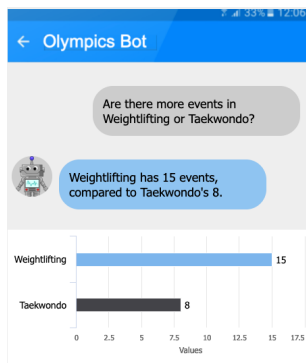 33% 12:06
← Olympics Bot
Are there more events in
Weightlifting or Taekwondo?
Weightlifting has 15 events,
compared to Taekwondo's 8.
Weightlifting 15
Taekwondo 8
0 2.5 5 7.5 10 12.5 15 17.5
Values